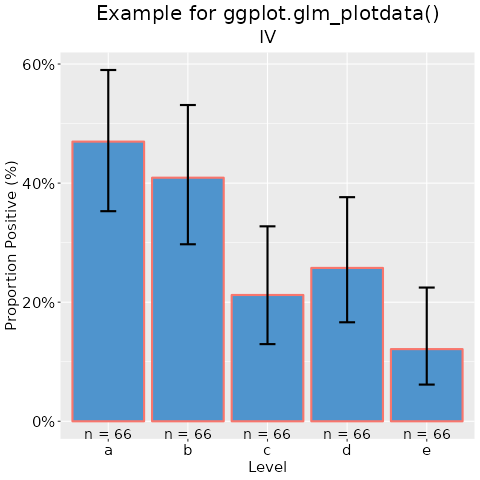 Example for ggplot.glm_plotdata()
IV
Proportion Positive (%)
60%
40%
20%
0%
n = 66 n = 66 n = 66 n = 66 n = 66
a b c d e
Level